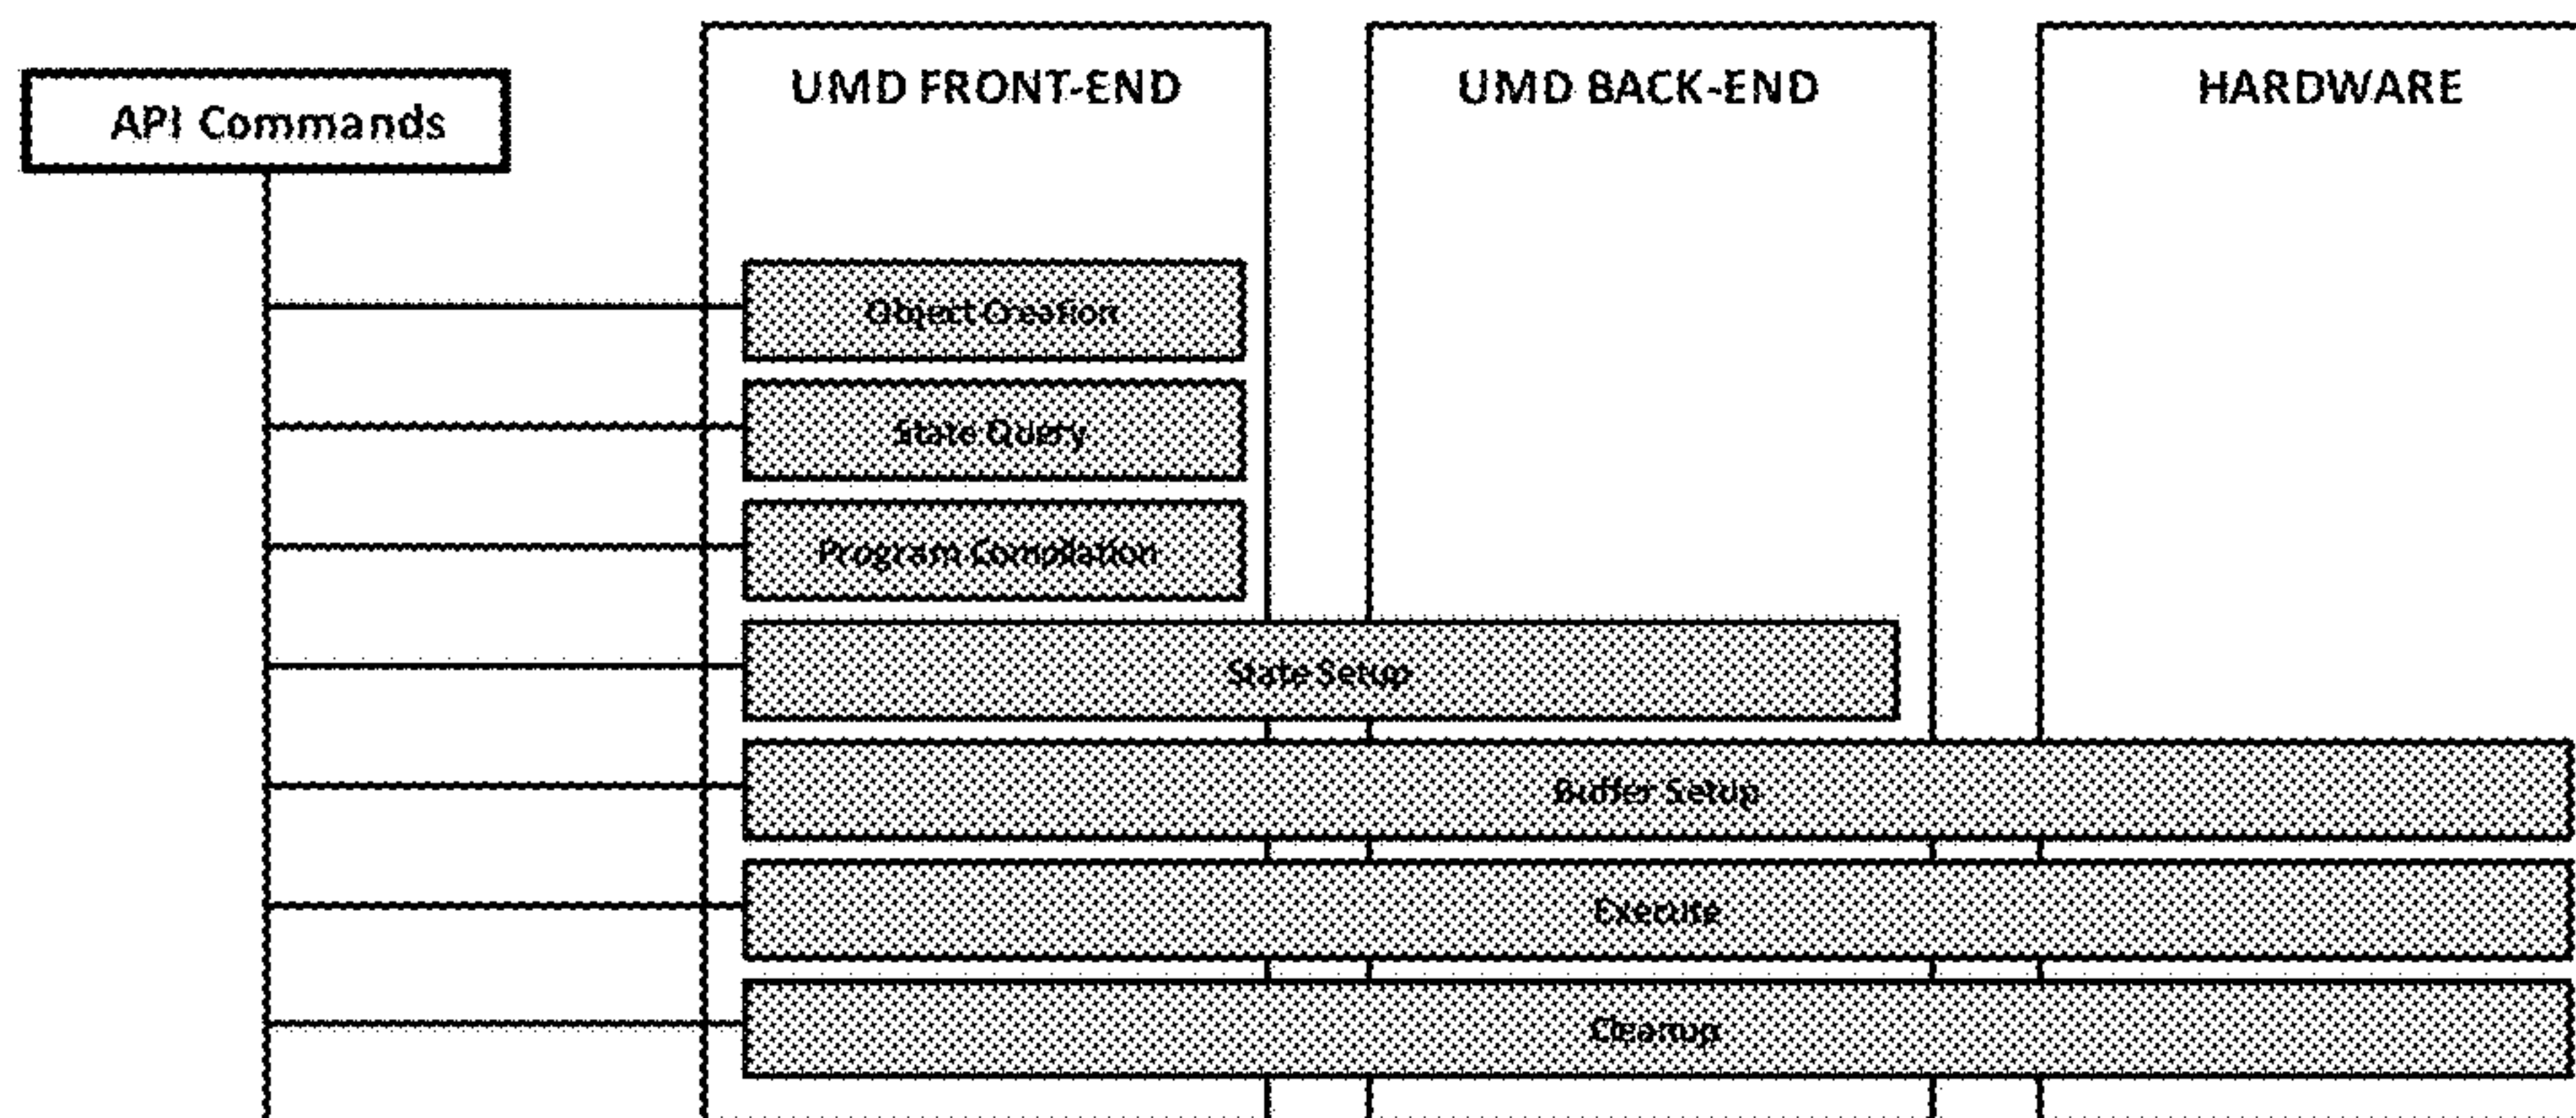 API Commands
UMD FRONT-END
UMD BACK-END
HARDWARE
Object Creation
State Query
Program Compilation
State Setup
Buffer Setup
Execute
Cleanup